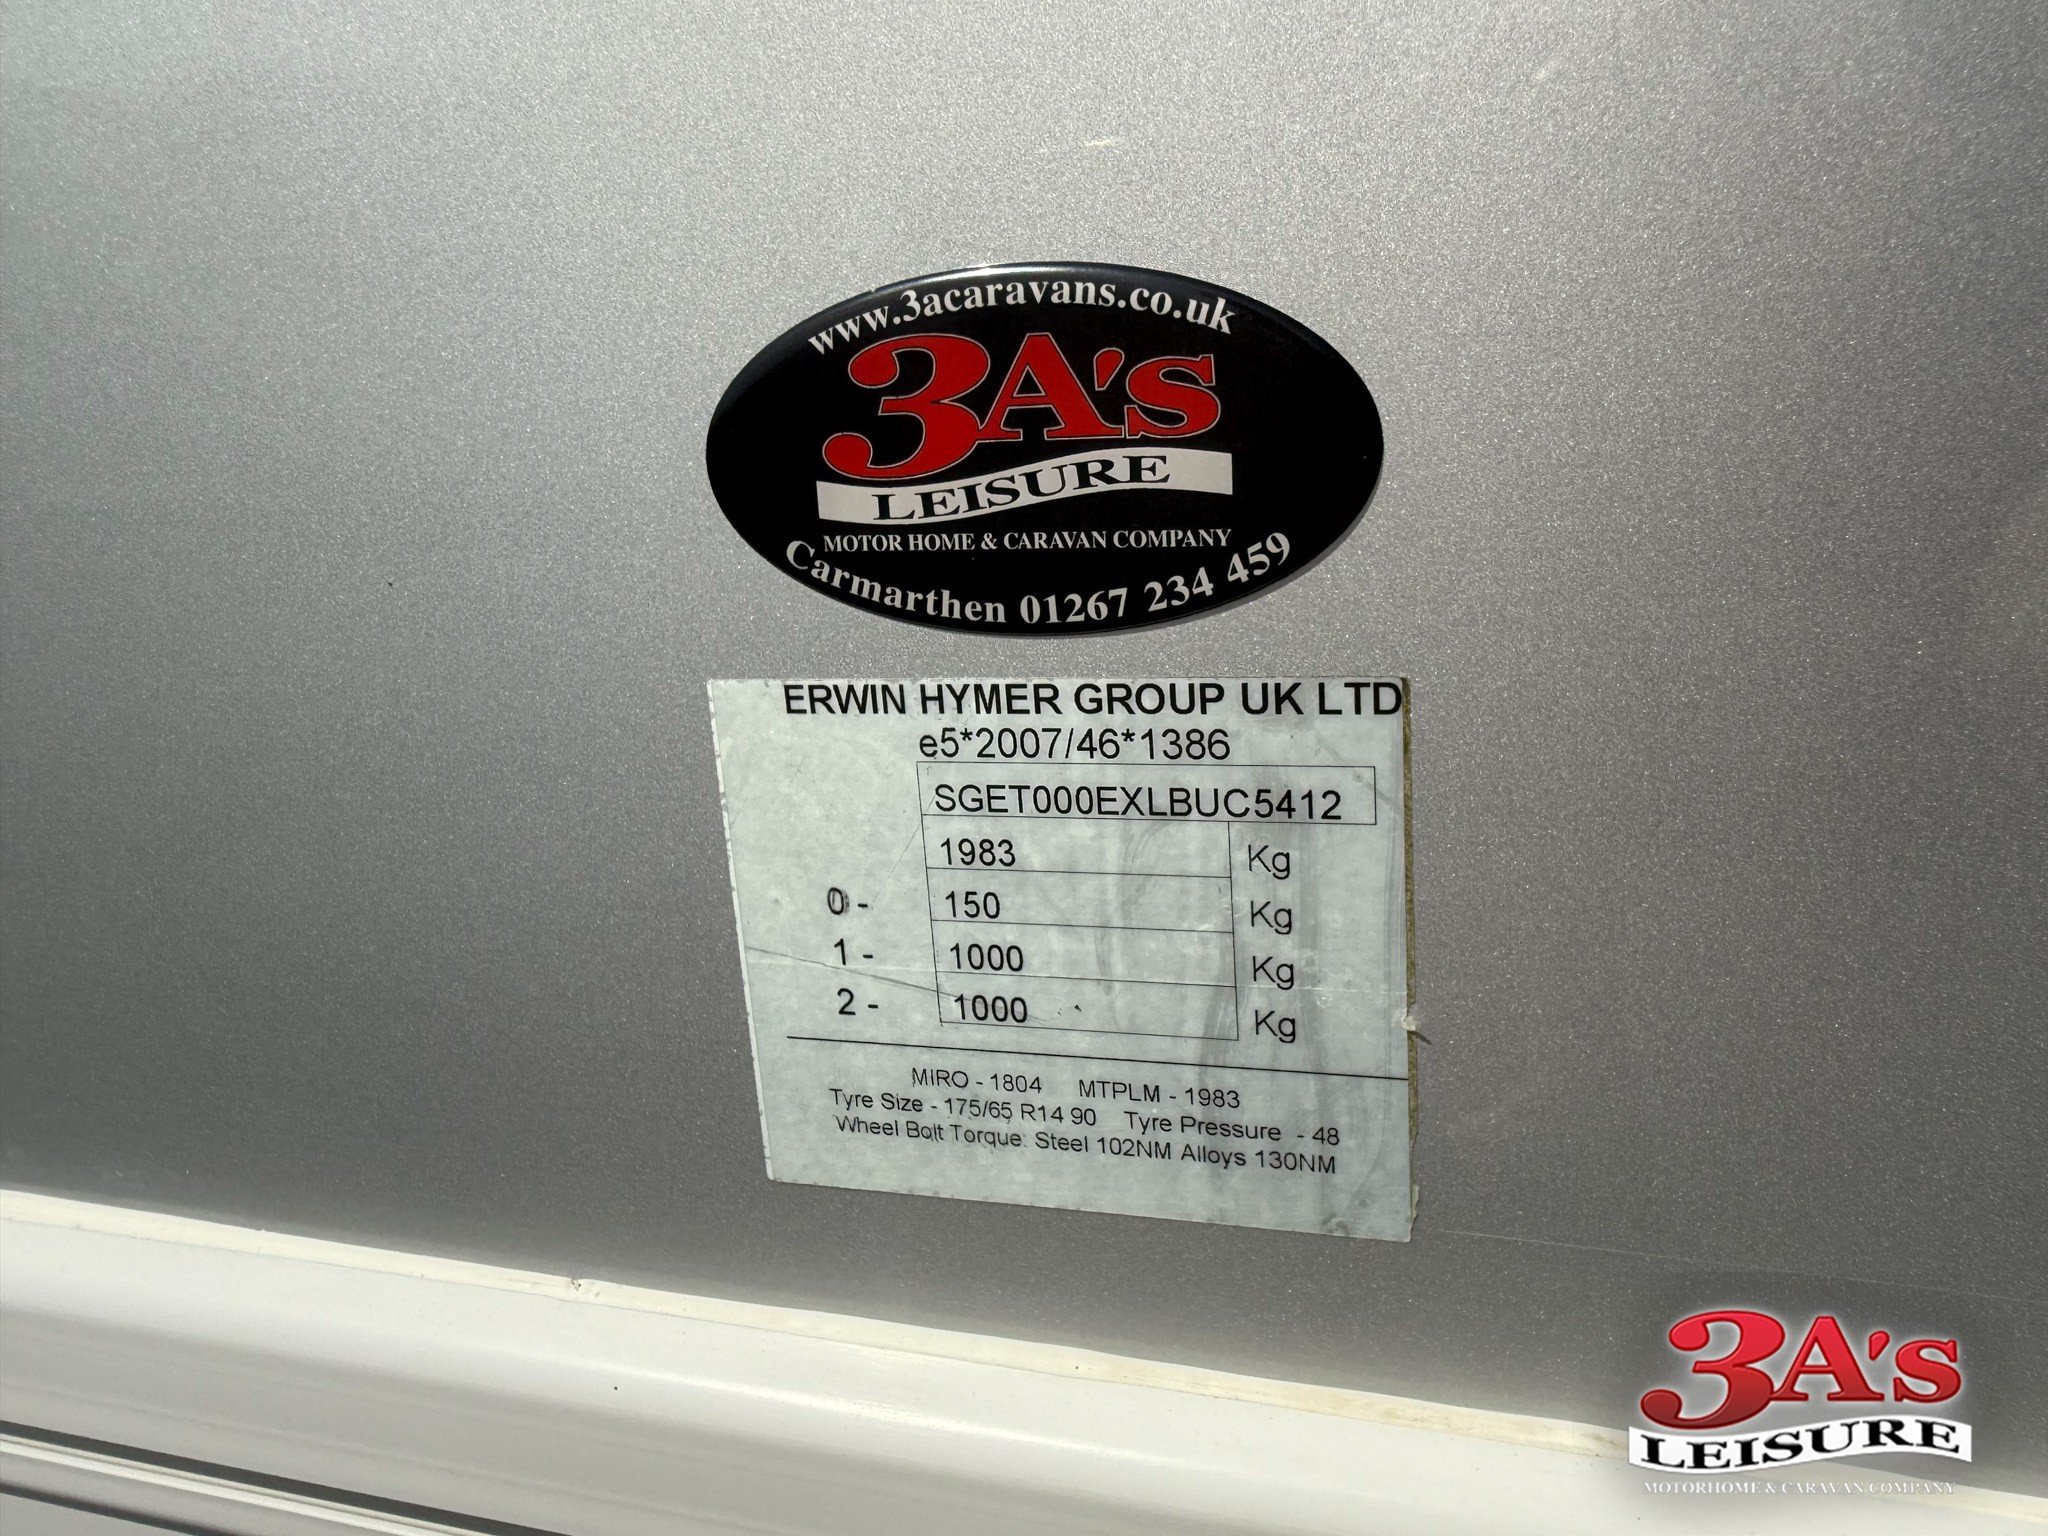 www.3acaravans.co.uk
3A's
LEISURE
MOTOR HOME & CARAVAN COMPANY
Carmarthen 01267 234 459
ERWIN HYMER GROUP UK LTD
e5*2007/46*1386
SGET000EXLBUC5412
1983 Kg
0- 150 Kg
1- 1000 Kg
2- 1000 Kg
MIRO - 1804 MTPLM - 1983
Tyre Size - 175/65 R14 90 Tyre Pressure - 48
Wheel Bolt Torque: Steel 102NM Alloys 130NM
3A's
LEISURE
MOTORHOME & CARAVAN COMPANY